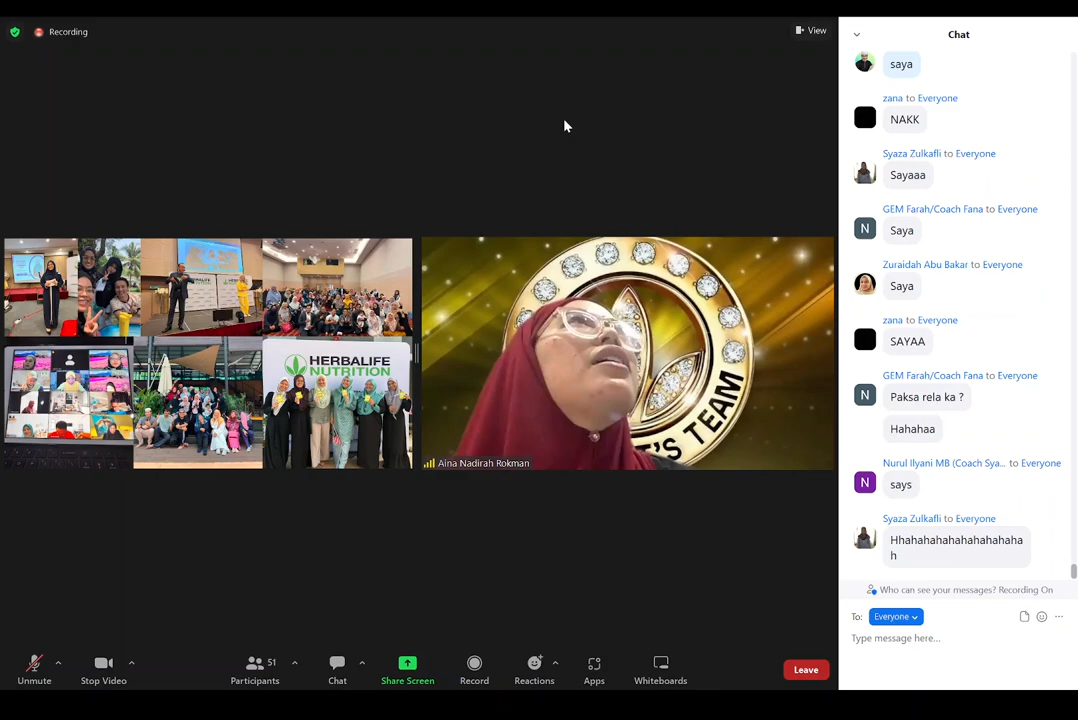 Recording
View
Chat
saya
zana to Everyone
NAKK
Syaza Zulkafli to Everyone
Sayaaa
GEM Farah/Coach Fana to Everyone
N
Saya
Zuraidah Abu Bakar to Everyone
Saya
zana to Everyone
SAYAA
GEM Farah/Coach Fana to Everyone
N
Paksa rela ka ?
Hahahaa
Nurul Ilyani MB (Coach Sya... to Everyone
N
says
Syaza Zulkafli to Everyone
Hhahahahahahahahahaha
h
Who can see your messages? Recording On
To: Everyone
Type message here...
HERBALIFE
NUTRITION
T'S TEAM
Aina Nadirah Rokman
Unmute
Stop Video
51
Participants
Chat
Share Screen
Record
Reactions
Apps
Whiteboards
Leave